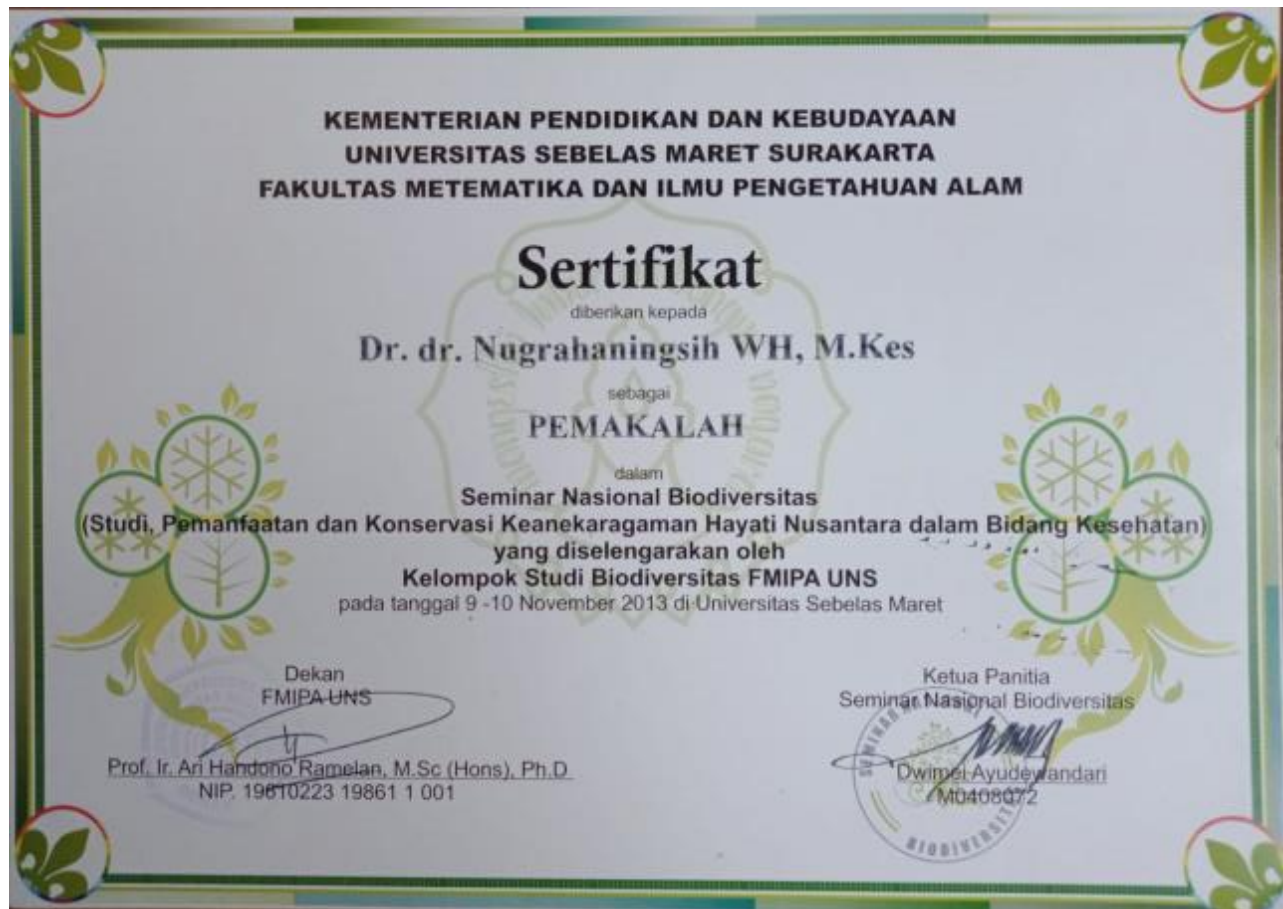 KEMENTERIAN PENDIDIKAN DAN KEBUDAYAAN
UNIVERSITAS SEBELAS MARET SURAKARTA
FAKULTAS METEMATIKA DAN ILMU PENGETAHUAN ALAM
Sertifikat
diberikan kepada
Dr. dr. Nugrahaningsih WH, M.Kes
sebagai
PEMAKALAH
dalam
Seminar Nasional Biodiversitas
(Studi, Pemanfaatan dan Konservasi Keanekaragaman Hayati Nusantara dalam Bidang Kesehatan)
yang diselengarakan oleh
Kelompok Studi Biodiversitas FMIPA UNS
pada tanggal 9 -10 November 2013 di Universitas Sebelas Maret
Dekan
FMIPA UNS
Prof. Ir. Ari Handono Ramelan, M.Sc (Hons), Ph.D
NIP. 19610223 19861 1 001
Ketua Panitia
Seminar Nasional Biodiversitas
Dwimei Ayudewandari
M0408072